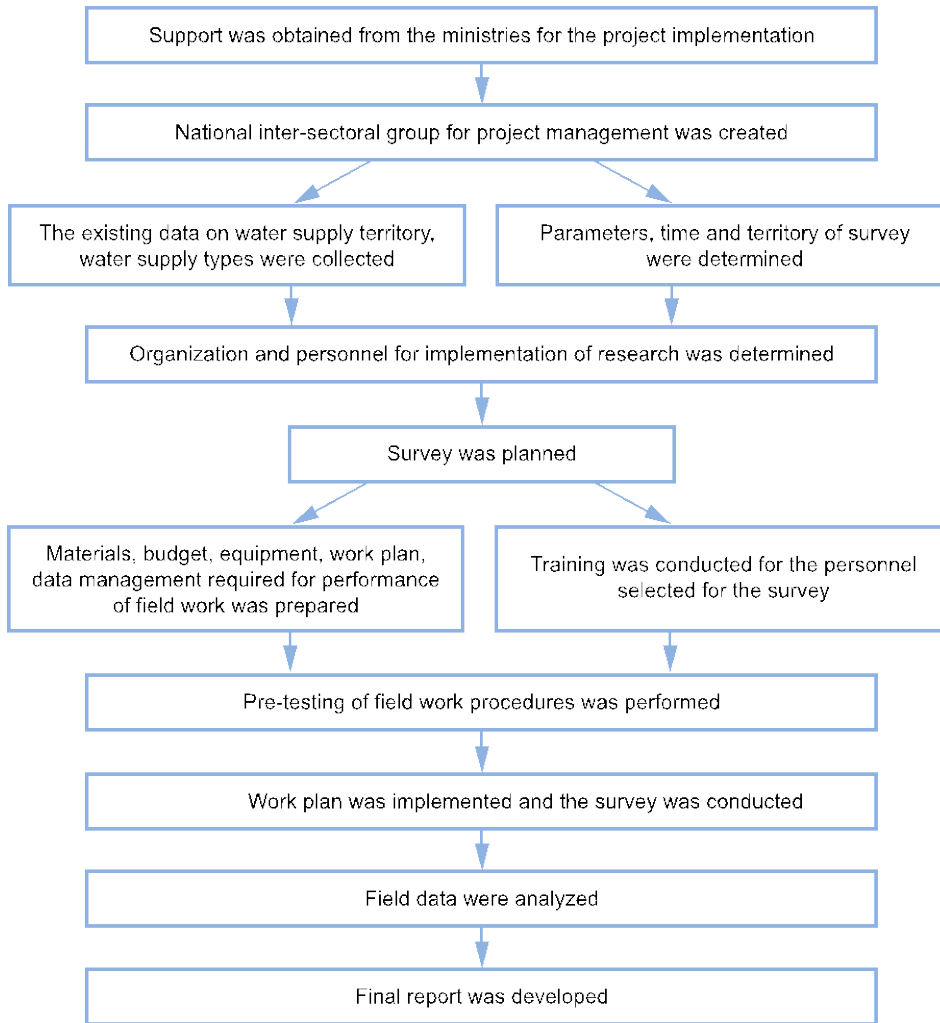 Support was obtained from the ministries for the project implementation
National inter-sectoral group for project management was created
The existing data on water supply territory,
water supply types were collected
Parameters, time and territory of survey
were determined
Organization and personnel for implementation of research was determined
Survey was planned
Materials, budget, equipment, work plan,
data management required for performance
of field work was prepared
Training was conducted for the personnel
selected for the survey
Pre-testing of field work procedures was performed
Work plan was implemented and the survey was conducted
Field data were analyzed
Final report was developed